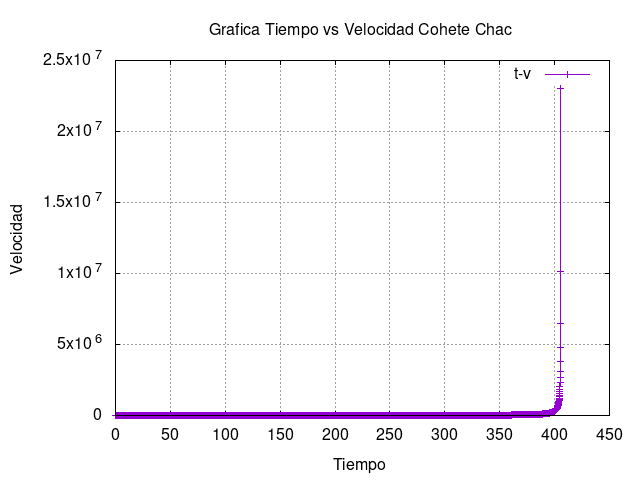 Grafica Tiempo vs Velocidad Cohete Chac
t-v
2.5x10^7
2x10^7
1.5x10^7
1x10^7
5x10^6
0
Velocidad
0 50 100 150 200 250 300 350 400 450
Tiempo